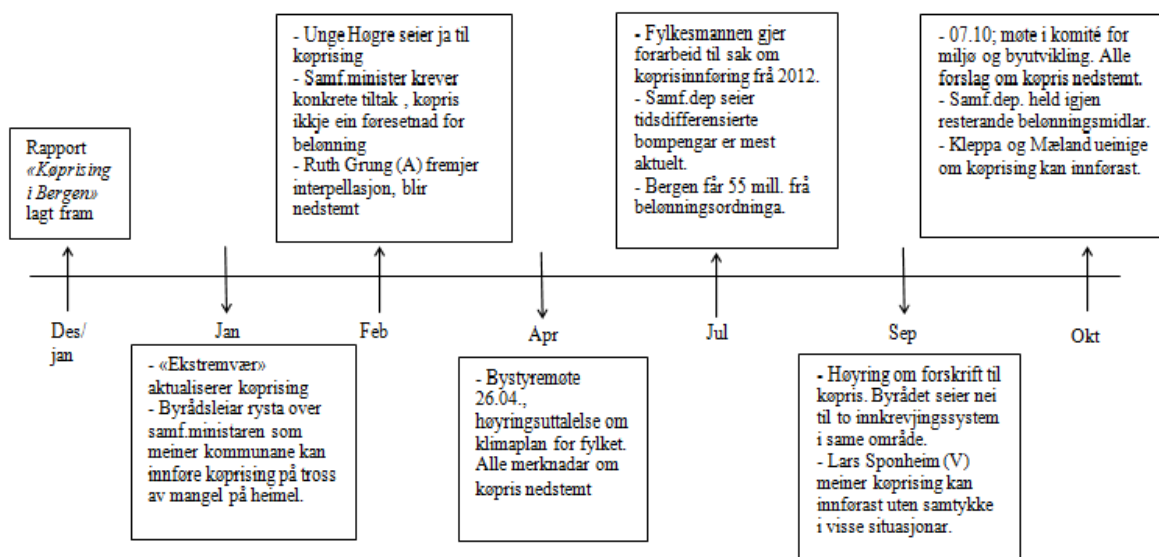 Rapport
«Køprising
i Bergen»
lagt fram
- Unge Høgre seier ja til
køprising
- Samf.minister krever
konkrete tiltak , køpris
ikkje ein føresetnad for
belønning
- Ruth Grung (A) fremjer
interpellasjon, blir
nedstemt
- Fylkesmannen gjer
forarbeid til sak om
køprisinnføring frå 2012.
- Samf.dep seier
tidsdifferensierte
bompengar er mest
aktuelt.
- Bergen får 55 mill. frå
belønningsordninga.
- 07.10; møte i komité for
miljø og byutvikling. Alle
forslag om køpris nedstemt.
- Samf.dep. held igjen
resterande belønningsmidlar.
- Kleppa og Mæland ueinige
om køprising kan innførast.
Des/
jan
Jan
Feb
Apr
Jul
Sep
Okt
- «Ekstremvær»
aktualiserer køprising
- Byrådsleiar rysta over
samf.ministaren som
meiner kommunane kan
innføre køprising på tross
av mangel på heimel.
- Bystyremøte
26.04.,
høyringsuttalelse om
klimaplan for fylket.
Alle merknadar om
køpris nedstemt
- Høyring om forskrift til
køpris. Byrådet seier nei
til to innkrevjingssystem
i same område.
- Lars Sponheim (V)
meiner køprising kan
innførast uten samtykke
i visse situasjonar.